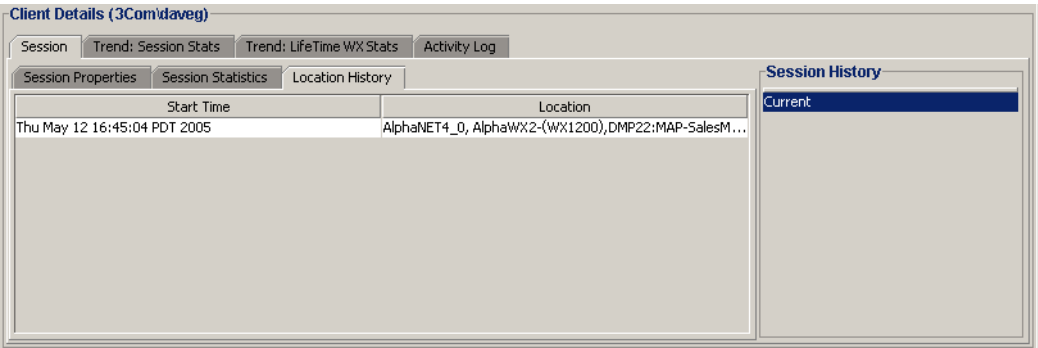 Client Details (3Com\daveg)
Session Trend: Session Stats Trend: LifeTime WX Stats Activity Log
Session Properties Session Statistics Location History
Start Time Location
Thu May 12 16:45:04 PDT 2005 AlphaNET4_0, AlphaWX2-(WX1200),DMP22:MAP-SalesM...
Session History
Current